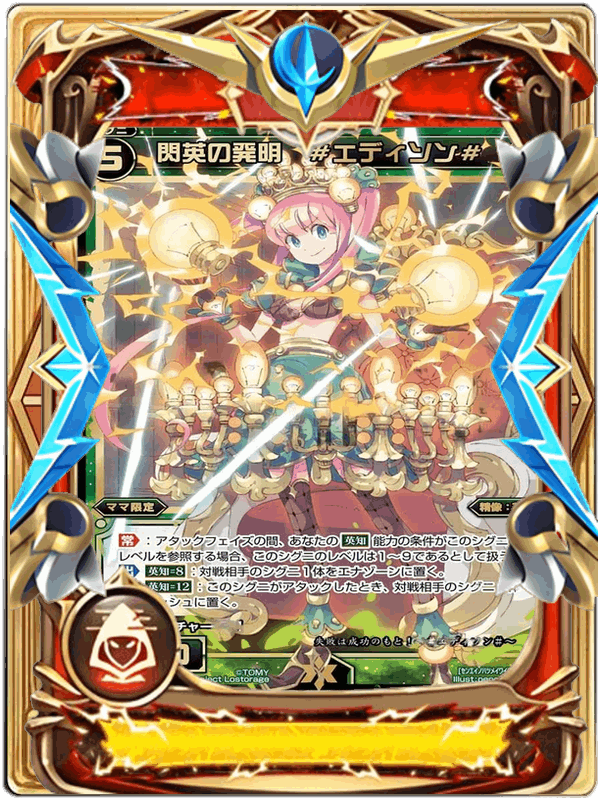 5
閃英の発明 #エディソン#
ママ限定
精像:
常:アタックフェイズの間、あなたの 英知 能力の条件がこのシグニ
レベルを参照する場合、このシグニのレベルは1~9であるとして扱
英知=8:対戦相手のシグニ1体をエナゾーンに置く。
英知=12:このシグニがアタックしたとき、対戦相手のシグニ
シュに置く。
チャー
失敗は成功のもと!
©TOMY
lect Lostorage
Illust: